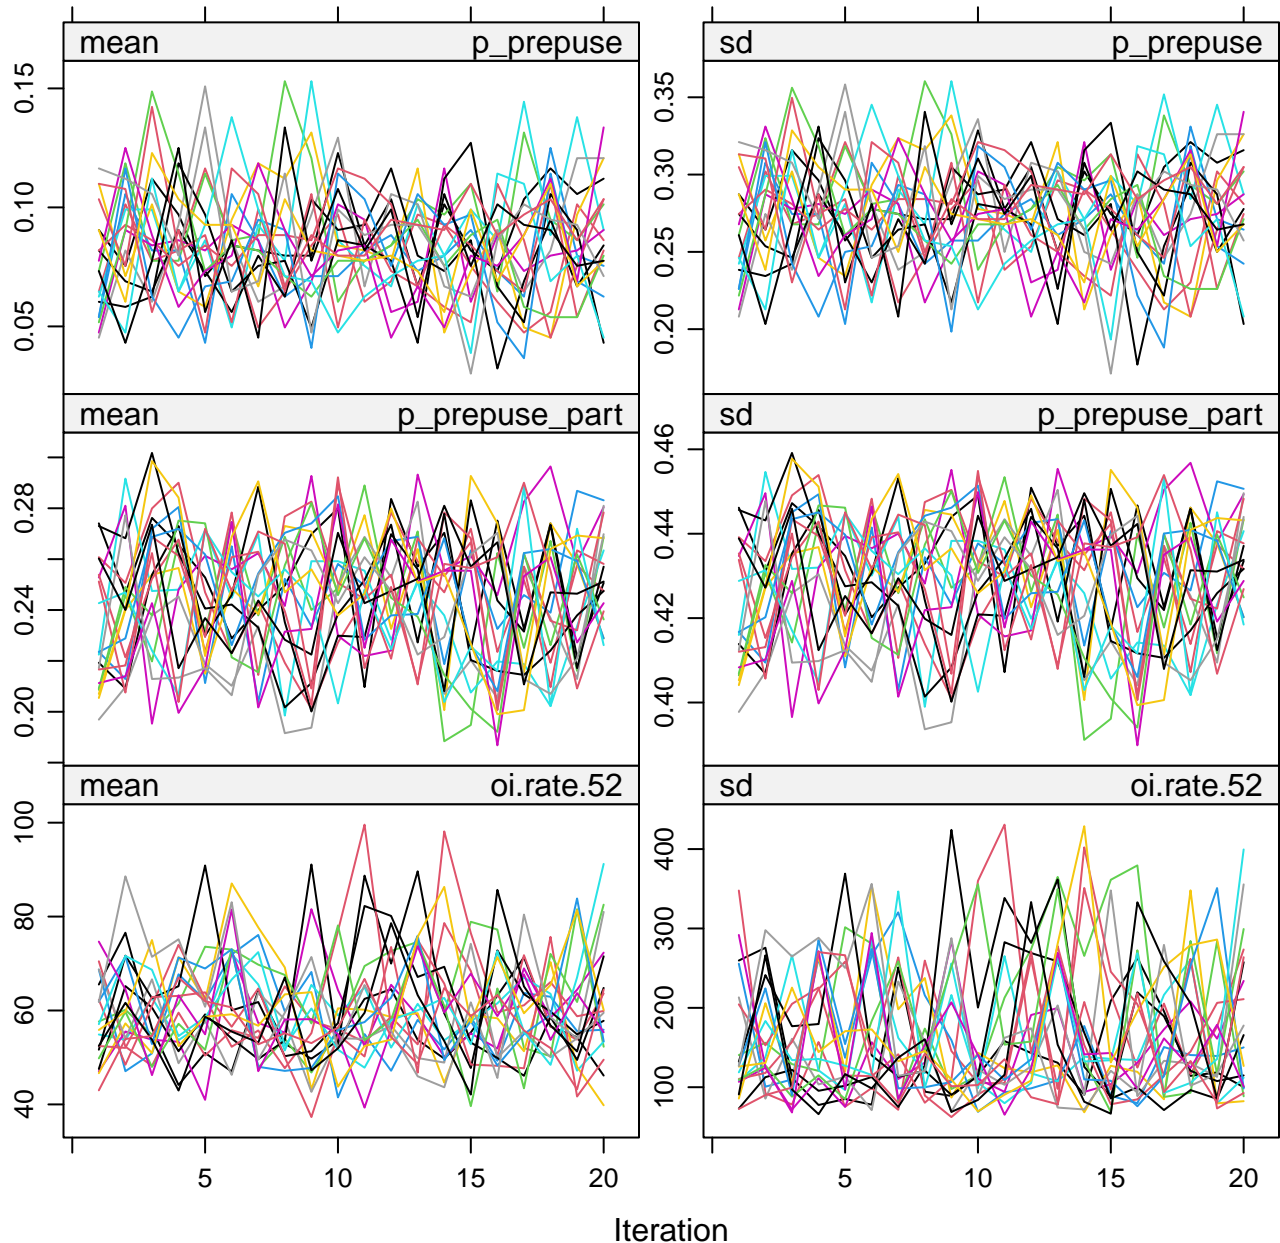 mean p_prepuse sd p_prepuse
0.15 0.35
0.10 0.30
0.25
0.05 0.20
mean p_prepuse_part sd p_prepuse_part
0.46
0.28 0.44
0.24 0.42
0.20 0.40
mean oi.rate.52 sd oi.rate.52
100 400
80 300
60 200
40 100
5 10 15 20 5 10 15 20
Iteration